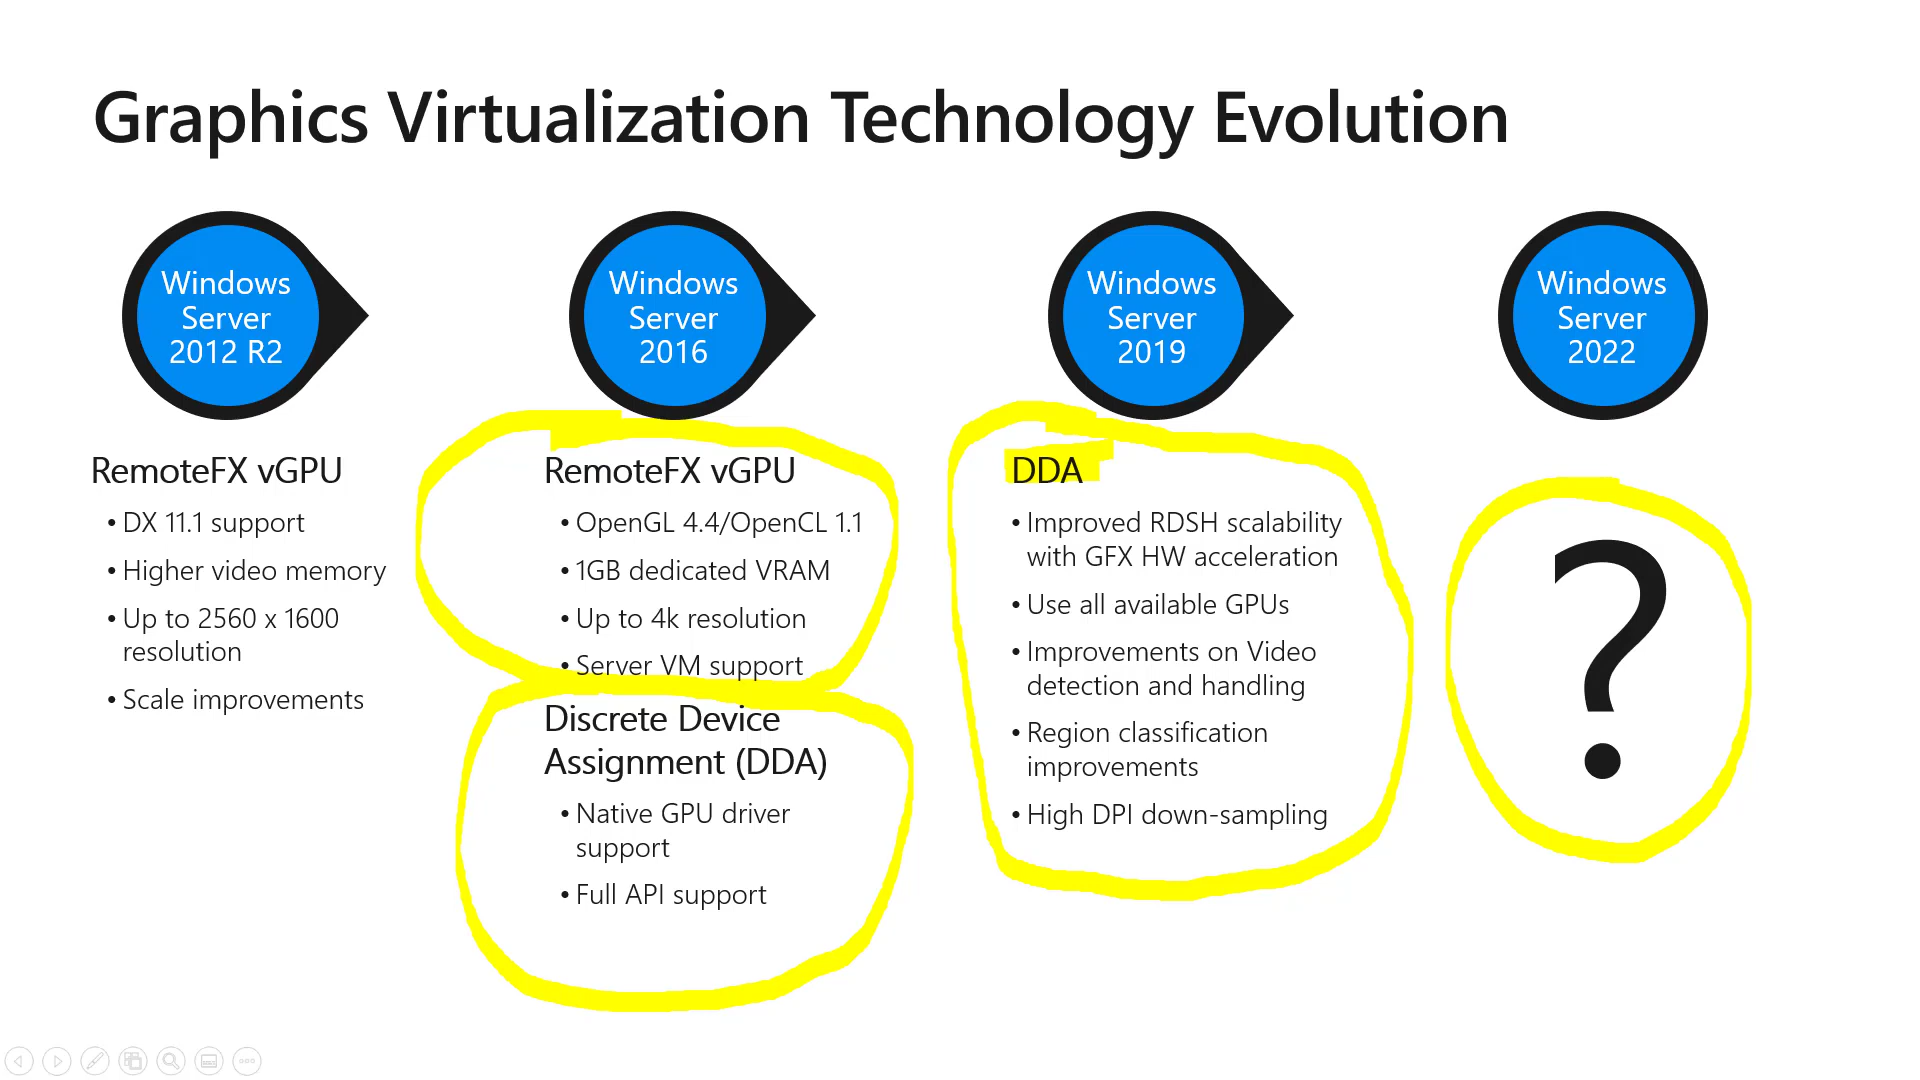 Graphics Virtualization Technology Evolution
Windows
Server
2012 R2
RemoteFX vGPU
• DX 11.1 support
• Higher video memory
• Up to 2560 x 1600
resolution
• Scale improvements
Windows
Server
2016
RemoteFX vGPU
• OpenGL 4.4/OpenCL 1.1
• 1GB dedicated VRAM
• Up to 4k resolution
• Server VM support
Discrete Device
Assignment (DDA)
• Native GPU driver
support
• Full API support
Windows
Server
2019
DDA
• Improved RDSH scalability
with GFX HW acceleration
• Use all available GPUs
• Improvements on Video
detection and handling
• Region classification
improvements
• High DPI down-sampling
Windows
Server
2022
?